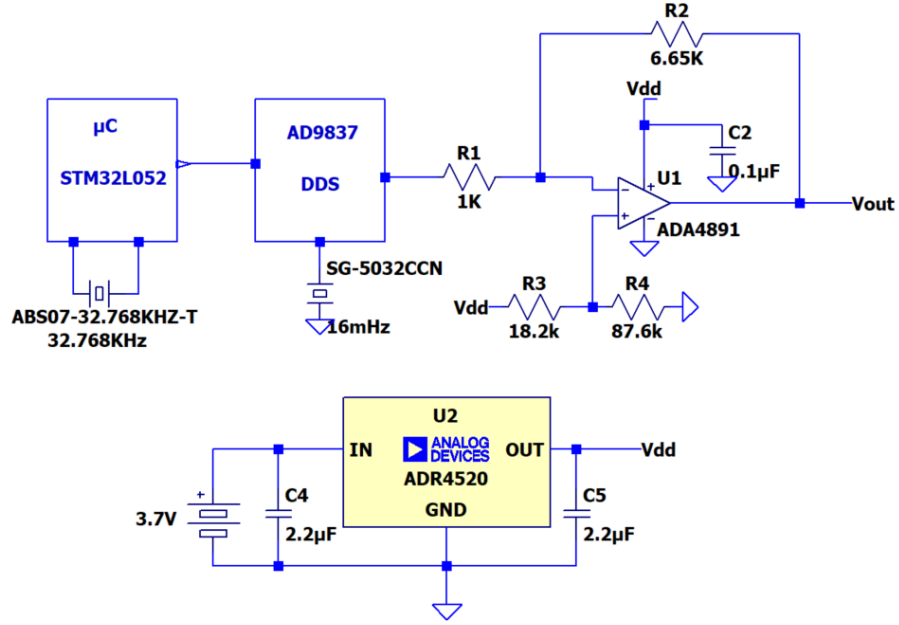 R2
6.65K
Vdd
µC
STM32L052
AD9837
DDS
R1
1K
C2
0.1µF
U1
ADA4891
Vout
SG-5032CCN
16mHz
ABS07-32.768KHZ-T
32.768KHz
Vdd
R3
18.2k
R4
87.6k
U2
IN
ANALOG
DEVICES
OUT
ADR4520
GND
Vdd
3.7V
C4
2.2µF
C5
2.2µF